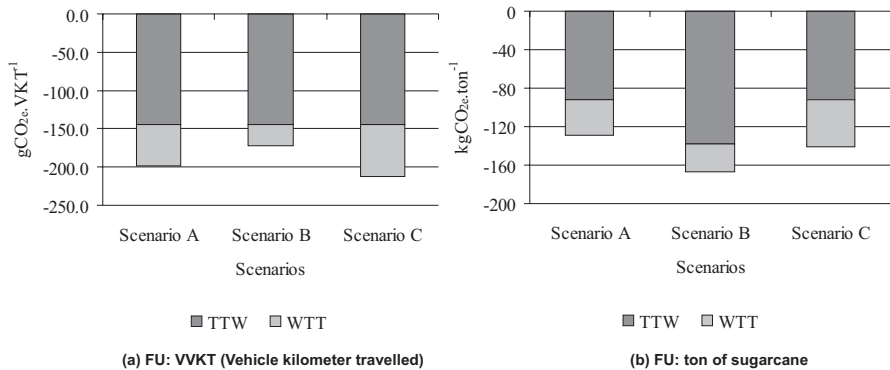 0.0
-50.0
-100.0
-150.0
-200.0
-250.0
gCO2e.VKT-1
Scenario A Scenario B Scenario C
Scenarios
TTW WTT
(a) FU: VVKT (Vehicle kilometer travelled)
0
-40
-80
-120
-160
-200
kgCO2e.ton-1
Scenario A Scenario B Scenario C
Scenarios
TTW WTT
(b) FU: ton of sugarcane